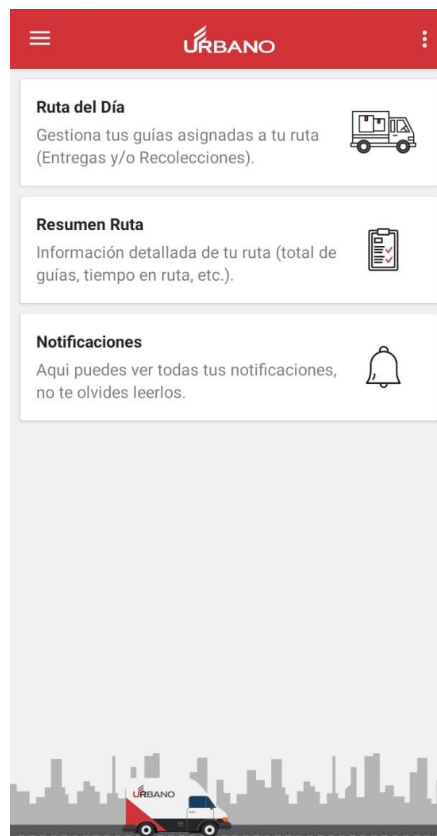 URBANO
Ruta del Día
Gestiona tus guías asignadas a tu ruta
(Entregas y/o Recolecciones).
Resumen Ruta
Información detallada de tu ruta (total de
guías, tiempo en ruta, etc.).
Notificaciones
Aqui puedes ver todas tus notificaciones,
no te olvides leerlos.
URBANO